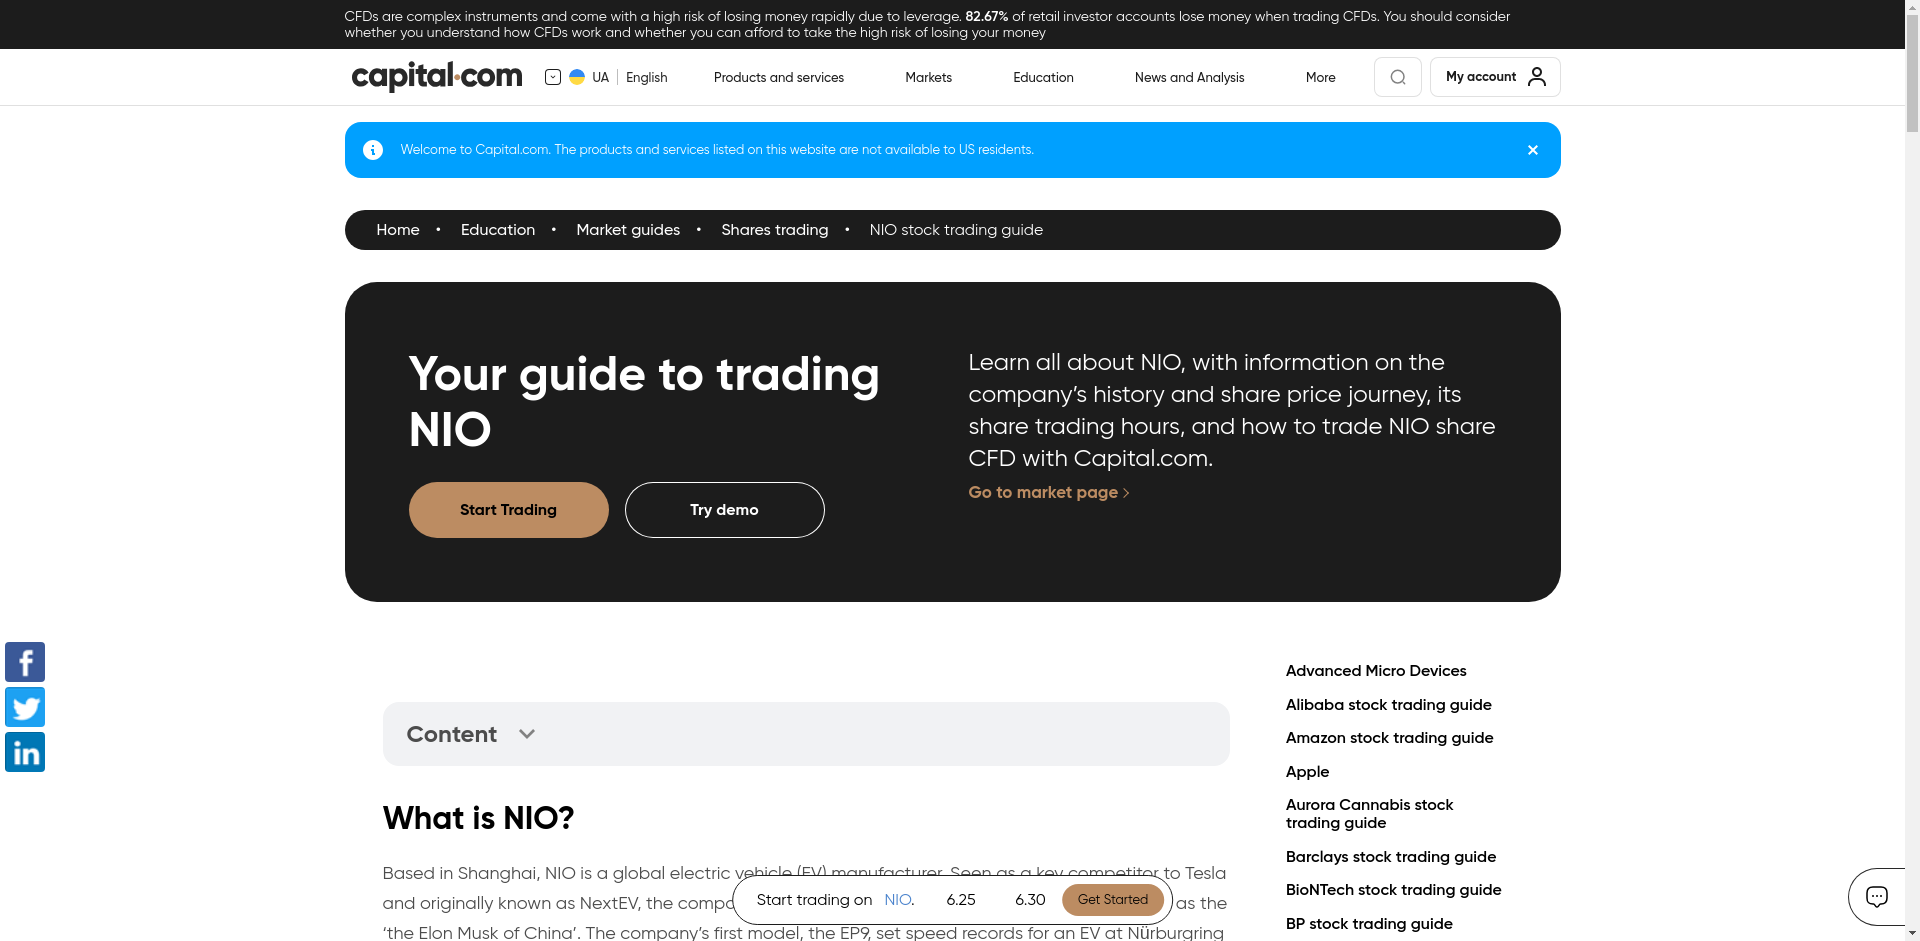 CFDs are complex instruments and come with a high risk of losing money rapidly due to leverage. 82.67% of retail investor accounts lose money when trading CFDs. You should consider
whether you understand how CFDs work and whether you can afford to take the high risk of losing your money
capital.com
UA
English
Products and services
Markets
Education
News and Analysis
More
My account
Welcome to Capital.com. The products and services listed on this website are not available to US residents.
Home • Education • Market guides • Shares trading • NIO stock trading guide
Your guide to trading
NIO
Start Trading
Try demo
Learn all about NIO, with information on the
company's history and share price journey, its
share trading hours, and how to trade NIO share
CFD with Capital.com.
Go to market page
Content
What is NIO?
Based in Shanghai, NIO is a global electric vehicle (EV) manufacturer. Seen as a key competitor to Tesla
and originally known as NextEV, the as the
'the Elon Musk of China'. The company's first model, the EP9, set speed records for an EV at Nürburgring
Start trading on NIO. 6.25 6.30 Get Started
Advanced Micro Devices
Alibaba stock trading guide
Amazon stock trading guide
Apple
Aurora Cannabis stock
trading guide
Barclays stock trading guide
BioNTech stock trading guide
BP stock trading guide